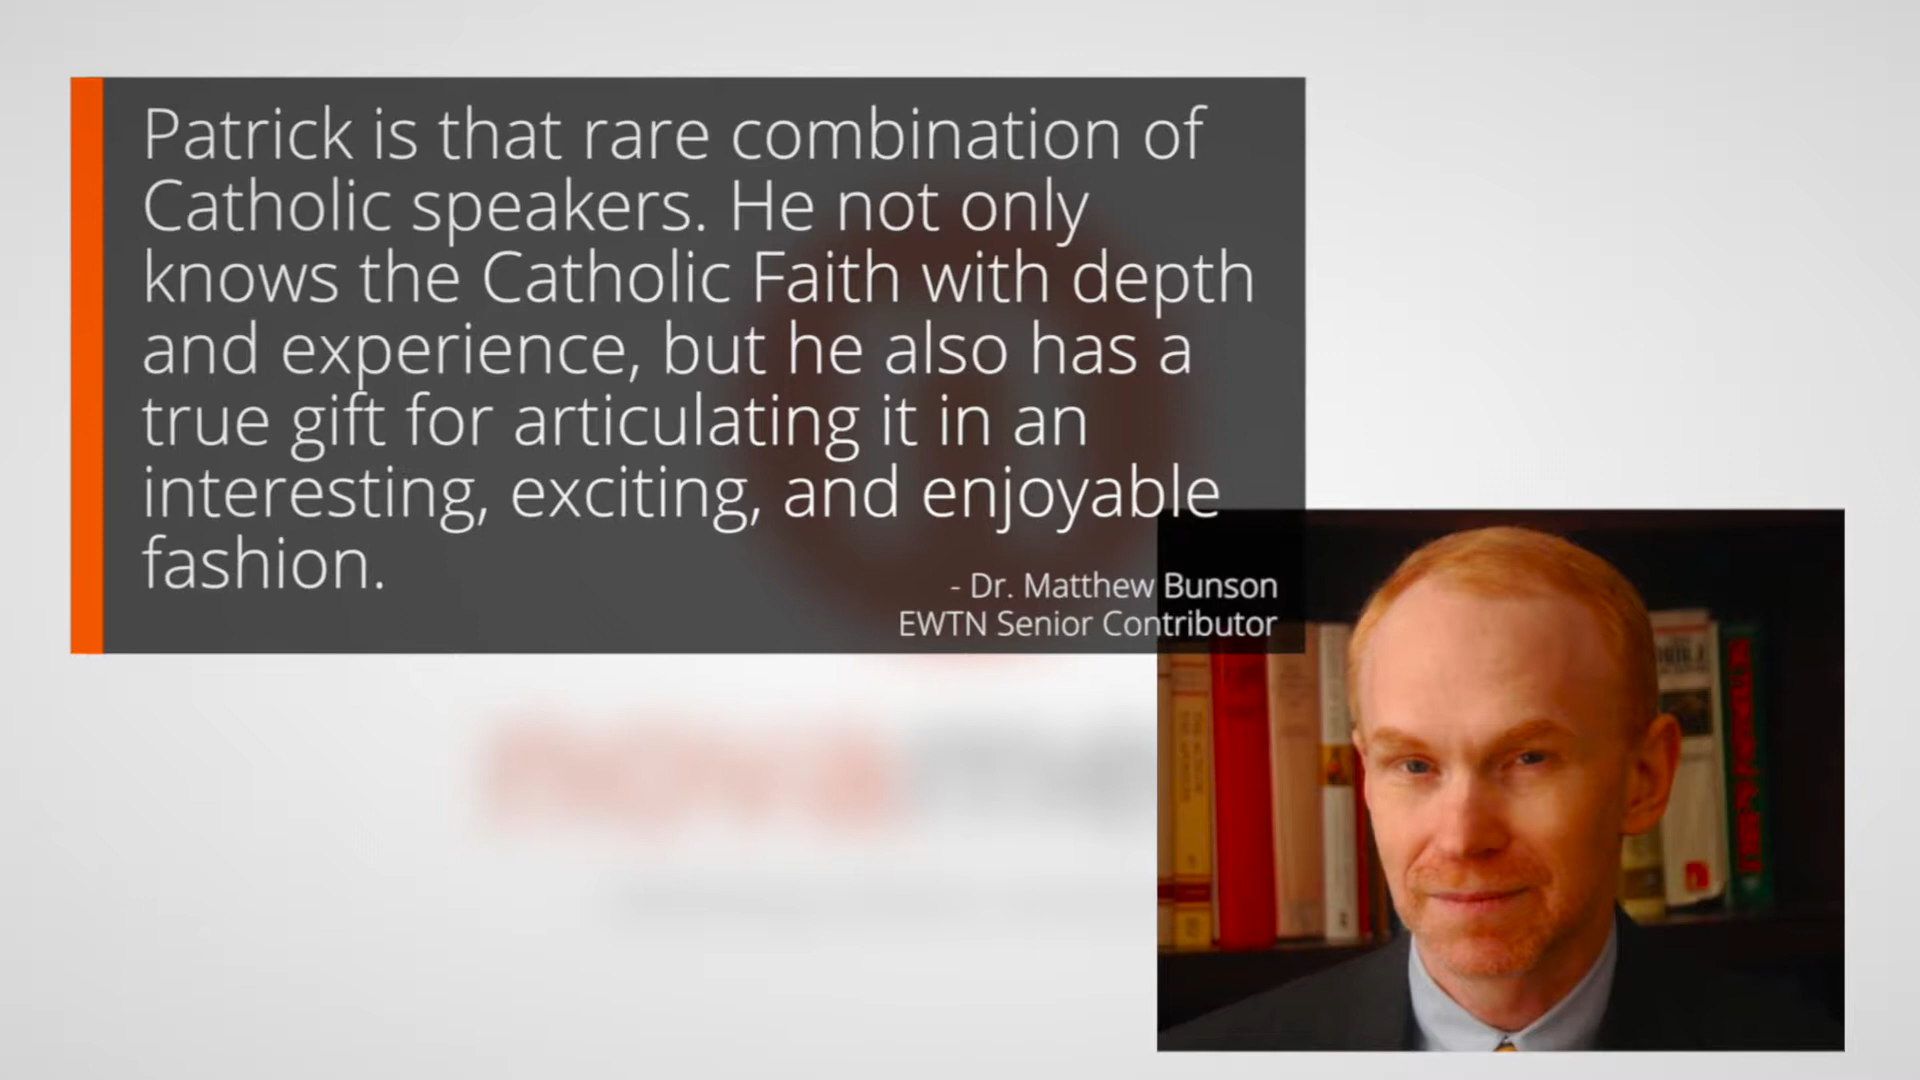 Patrick is that rare combination of
Catholic speakers. He not only
knows the Catholic Faith with depth
and experience, but he also has a
true gift for articulating it in an
interesting, exciting, and enjoyable
fashion.
- Dr. Matthew Bunson
EWTN Senior Contributor